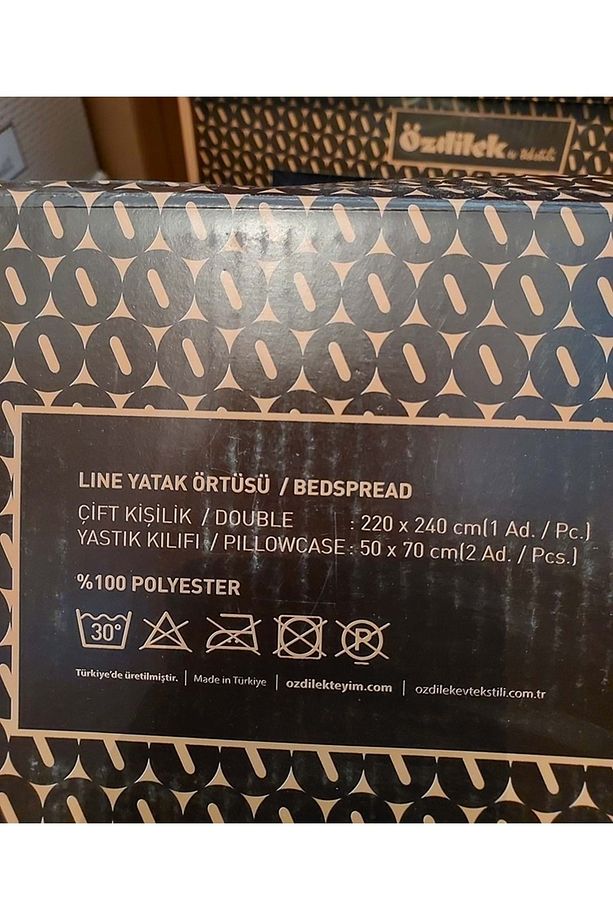 Özdilek
LINE YATAK ÖRTÜSÜ / BEDSPREAD
ÇİFT KİŞİLİK / DOUBLE : 220 x 240 cm(1 Ad. / Pc.)
YASTIK KILIFI / PILLOWCASE : 50 x 70 cm(2 Ad. / Pcs.)
%100 POLYESTER
30° P
Türkiye'de üretilmiştir. | Made in Türkiye | ozdilekteyim.com | ozdilekevtekstili.com.tr